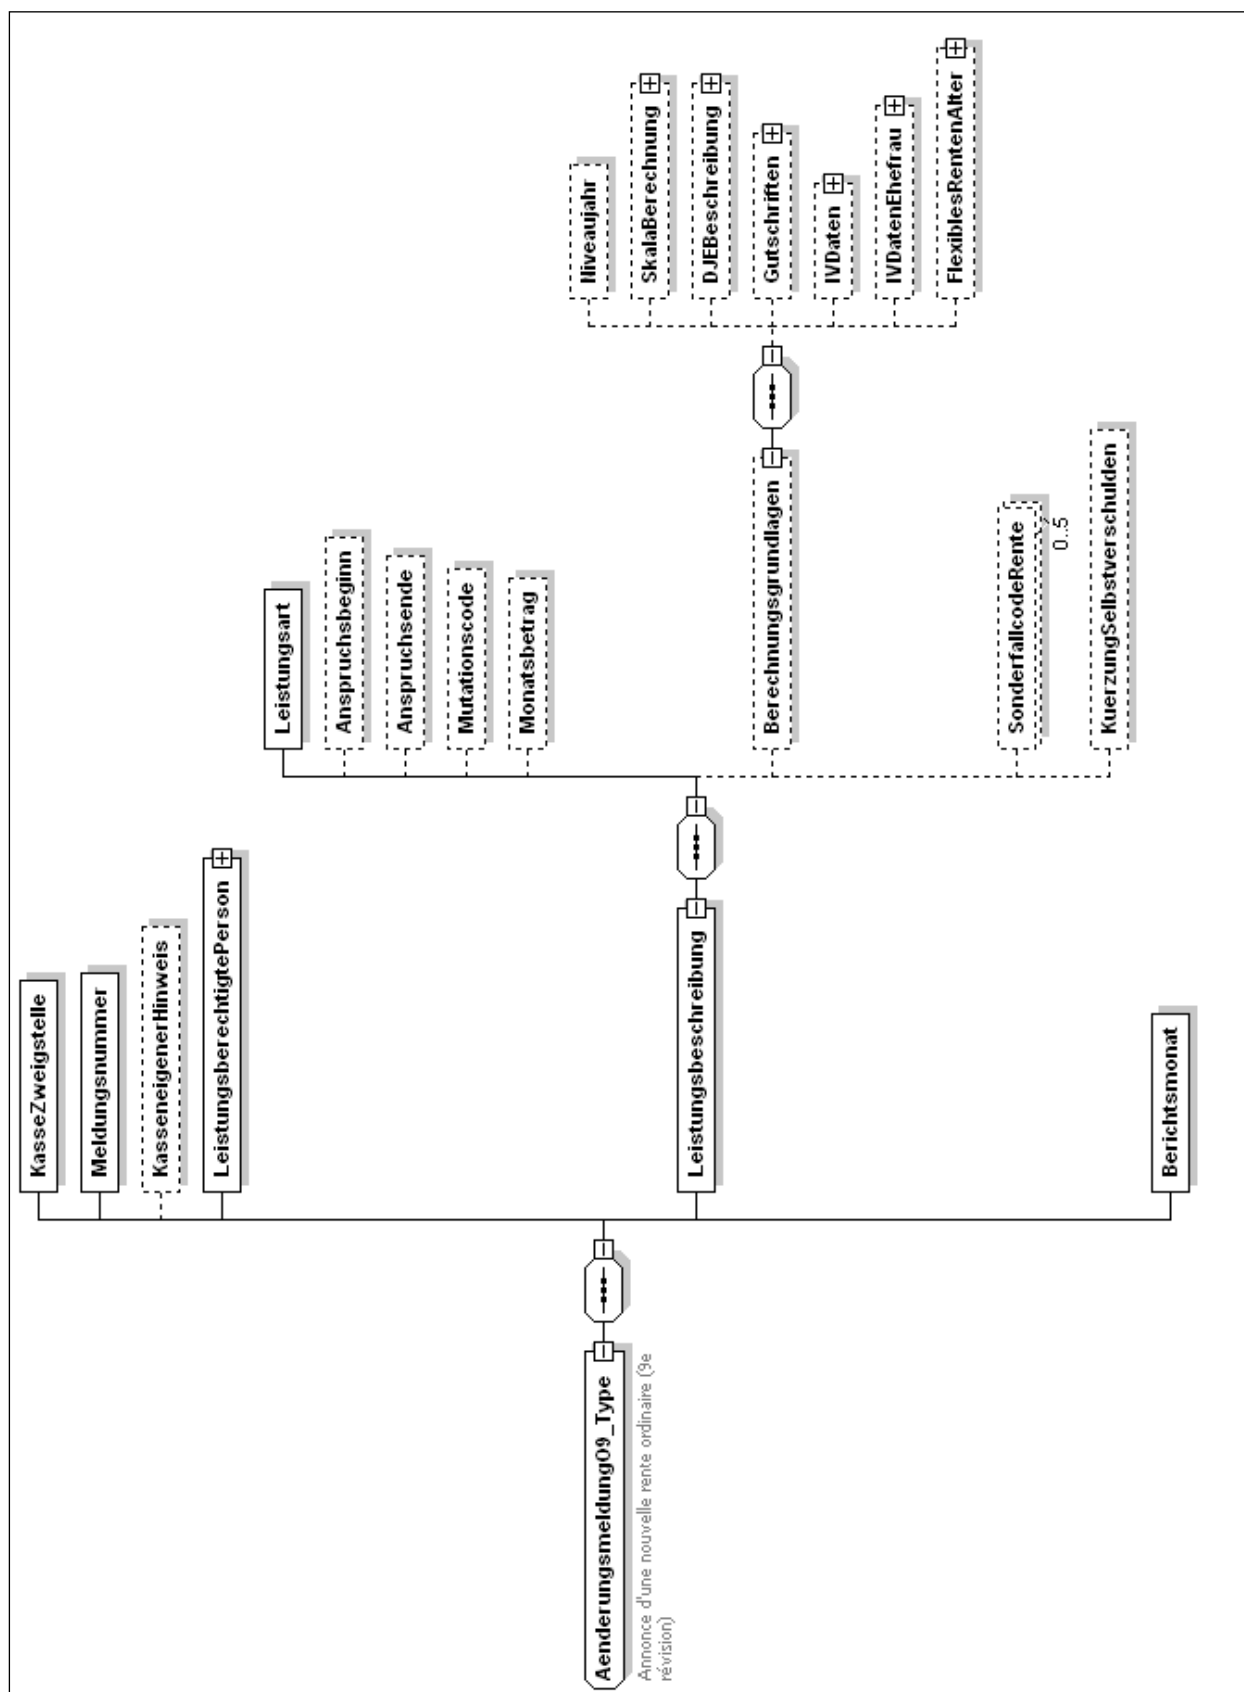 KasseZweigstelle
Meldungsnummer
KasseneigenerHinweis
LeistungsberechtigtePerson
Leistungsart
Anspruchsbeginn
Anspruchsende
Mutationscode
Monatsbetrag
Niveaujahr
SkalaBerechnung
DJEBeschreibung
Gutschriften
IVDaten
IVDatenEhefrau
FlexiblesRentenAlter
Berechnungsgrundlagen
Leistungsbeschreibung
Aenderungsmeldung09_Type
Annonce d'une nouvelle rente ordinaire (9e
révision)
SonderfallcodeRente
0..5
KuerzungSelbstverschulden
Berichtsmonat